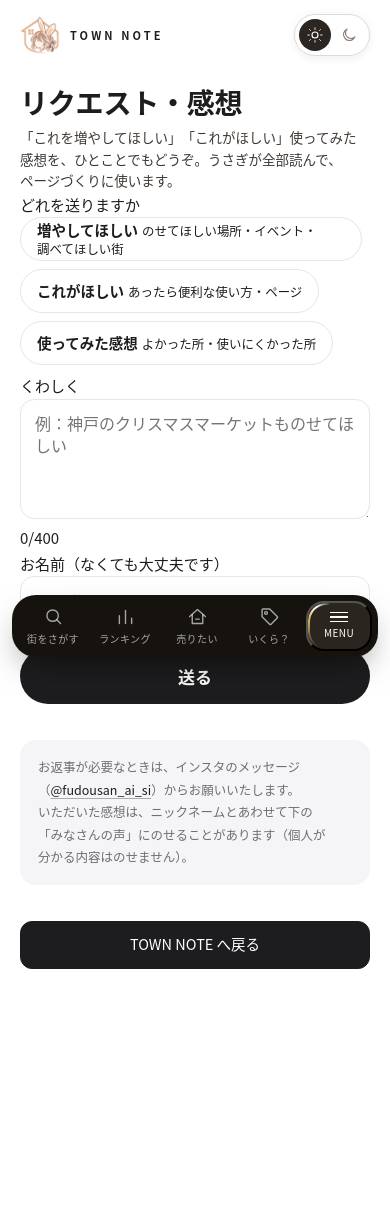 TOWN NOTE
リクエスト・感想
「これを増やしてほしい」「これがほしい」使ってみた
感想を、ひとことでもどうぞ。うさぎが全部読んで、
ページづくりに使います。
どれを送りますか
増やしてほしい のせてほしい場所・イベント・
調べてほしい街
これがほしい あったら便利な使い方・ページ
使ってみた感想 よかった所・使いにくかった所
くわしく
例：神戸のクリスマスマーケットものせてほ
しい
0/400
お名前（なくても大丈夫です）
街をさがす ランキング 売りたい いくら？ MENU
送る
お返事が必要なときは、インスタのメッセージ
（@fudousan_ai_si）からお願いいたします。
いただいた感想は、ニックネームとあわせて下の
「みなさんの声」にのせることがあります（個人が
分かる内容はのせません）。
TOWN NOTE へ戻る